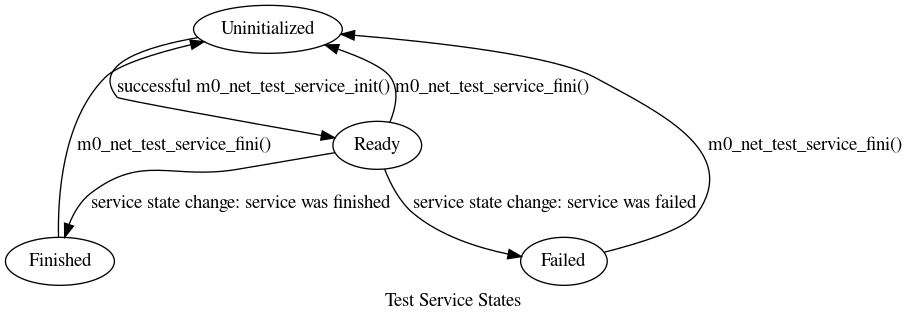 Uninitialized
successful m0_net_test_service_init()
m0_net_test_service_fini()
Ready
m0_net_test_service_fini()
m0_net_test_service_fini()
service state change: service was finished
service state change: service was failed
Finished
Failed
Test Service States